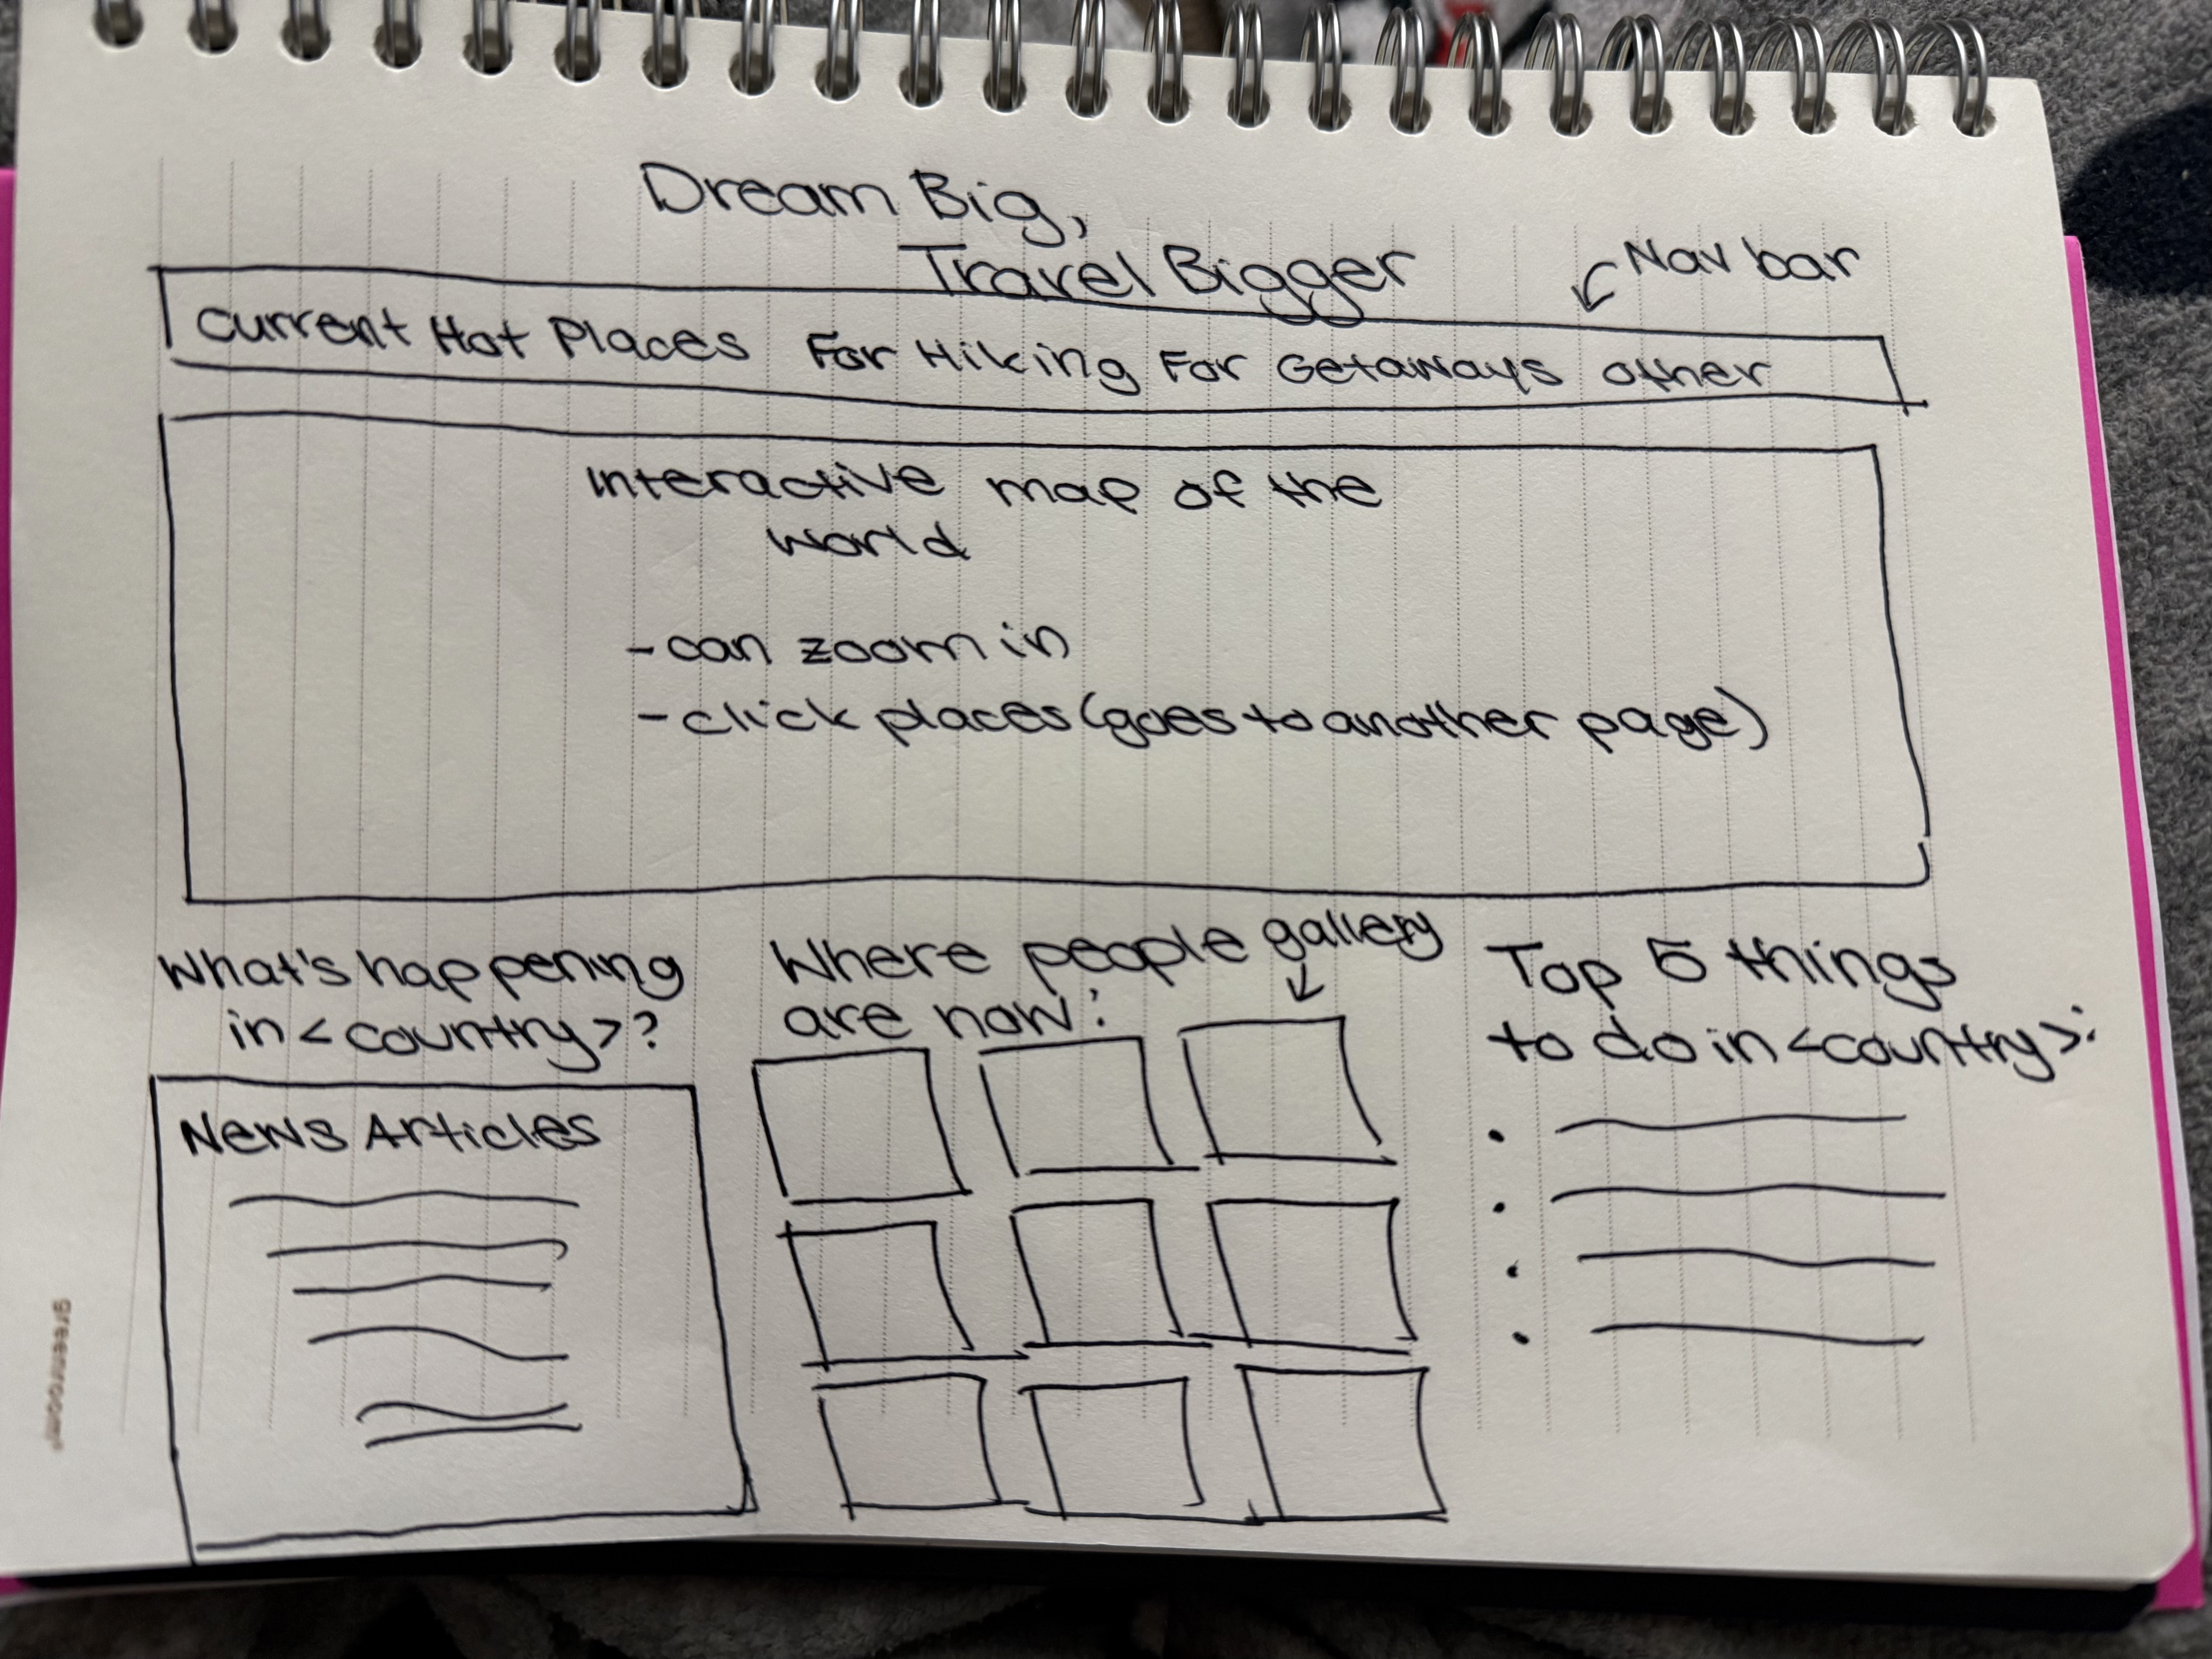 Dream Big,
Travel Bigger
Nav bar
Current Hot Places For Hiking For Getaways other
Interactive map of the
world
- can zoom in
- click places (goes to another page)
What's happening
in <country>?
News Articles
Where people
are now:
gallery
Top 5 things
to do in <country>:
greenroom